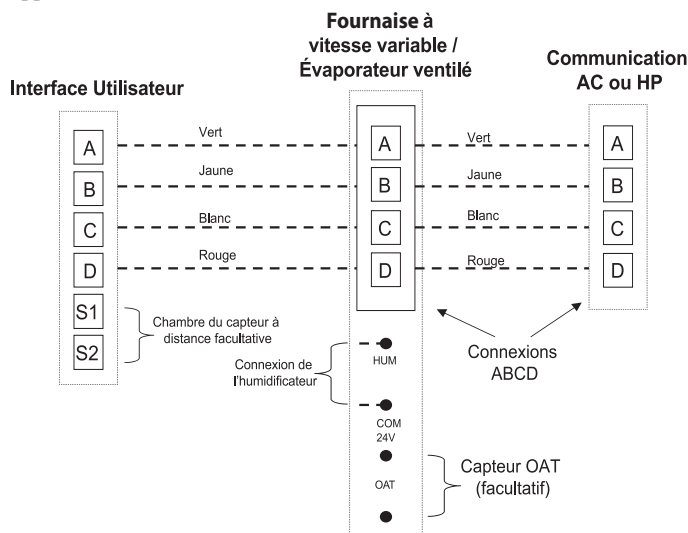 Fournaise à
vitesse variable /
Évaporateur ventilé
Communication
AC ou HP
Interface Utilisateur
A
Vert
A
Vert
A
B
Jaune
B
Jaune
B
C
Blanc
C
Blanc
C
D
Rouge
D
Rouge
D
S1
S2
Chambre du capteur à
distance facultative
Connexion de
l'humidificateur
HUM
COM
24V
OAT
Connexions
ABCD
Capteur OAT
(facultatif)